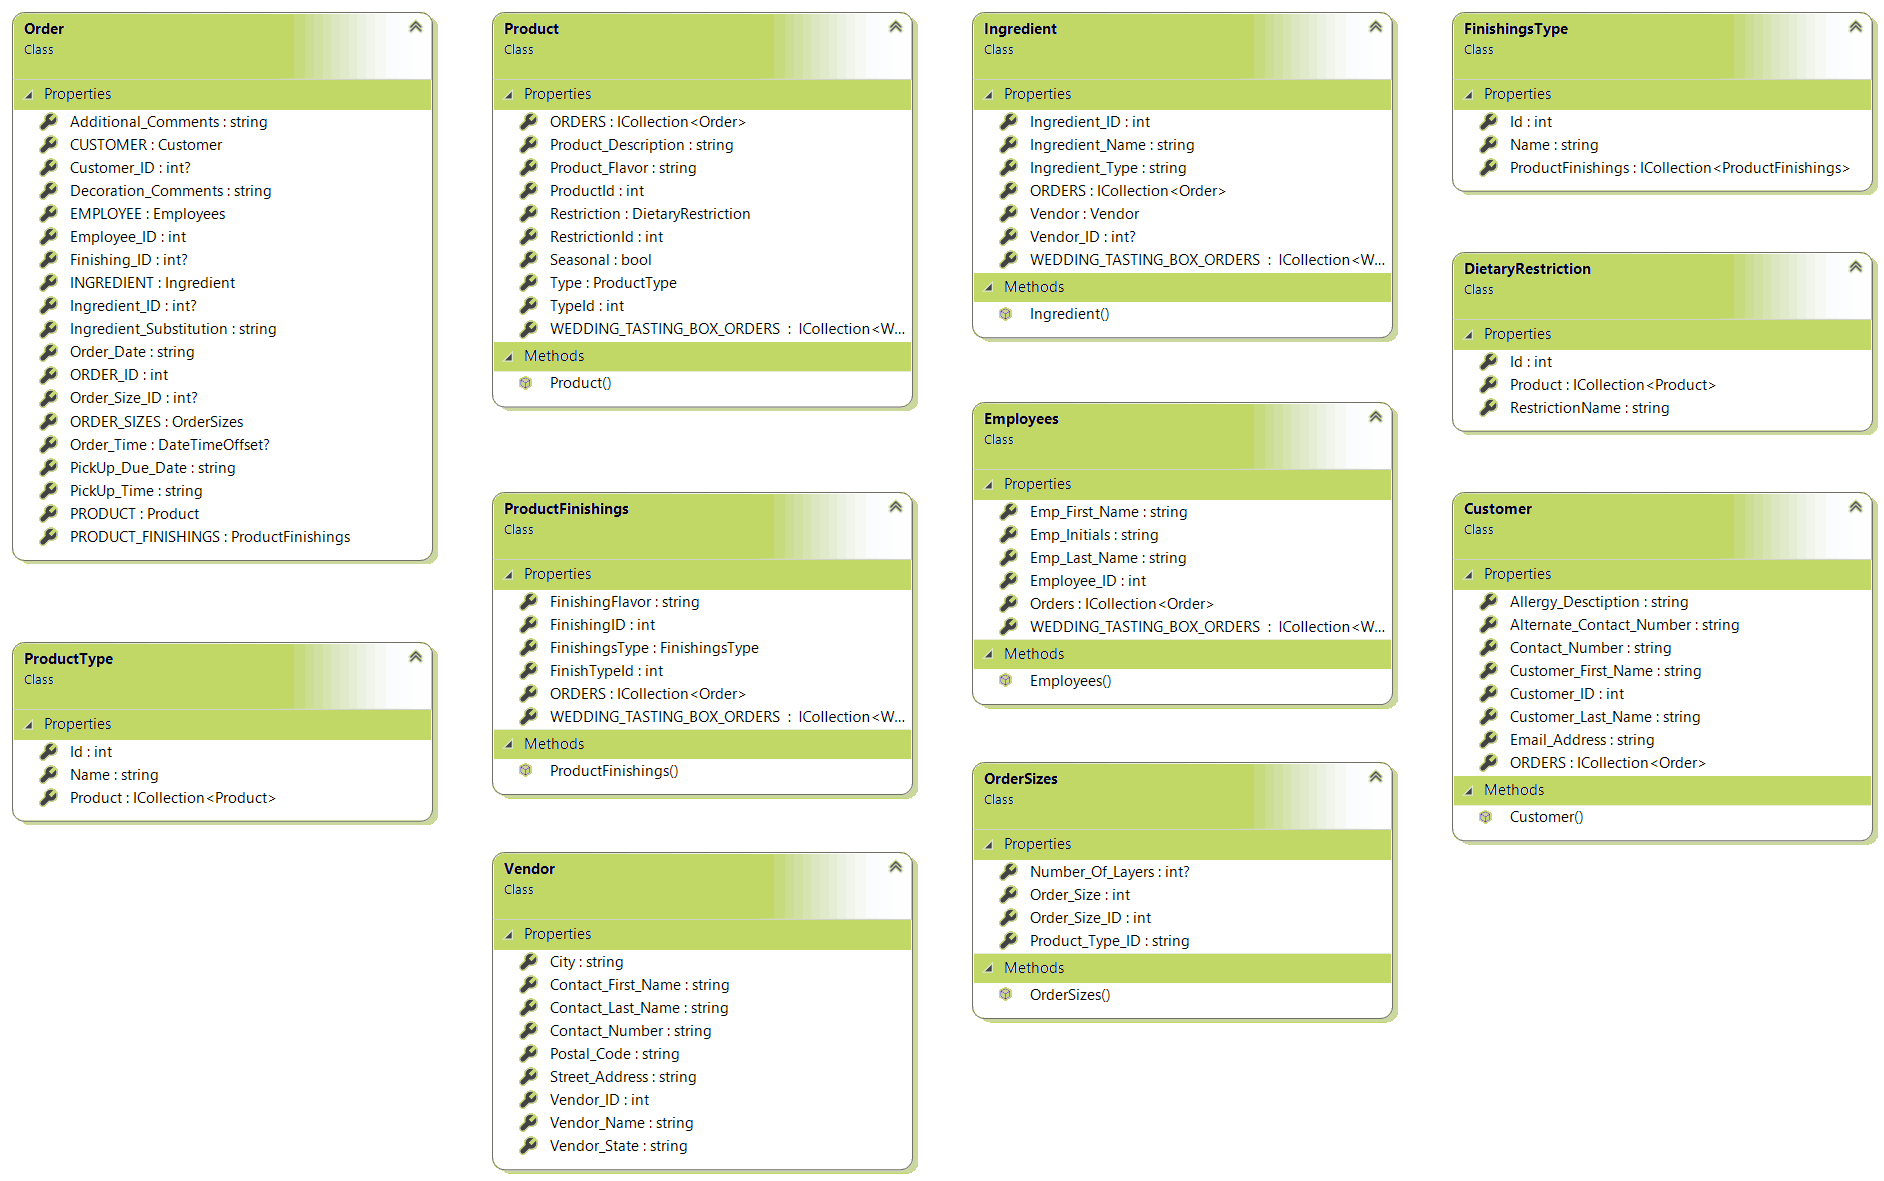 Order
Class
Properties
Additional_Comments : string
CUSTOMER : Customer
Customer_ID : int?
Decoration_Comments : string
EMPLOYEE : Employees
Employee_ID : int
Finishing_ID : int?
INGREDIENT : Ingredient
Ingredient_ID : int?
Ingredient_Substitution : string
Order_Date : string
ORDER_ID : int
Order_Size_ID : int?
ORDER_SIZES : OrderSizes
Order_Time : DateTimeOffset?
PickUp_Due_Date : string
PickUp_Time : string
PRODUCT : Product
PRODUCT_FINISHINGS : ProductFinishings
ProductType
Class
Properties
Id : int
Name : string
Product : ICollection<Product>
Product
Class
Properties
ORDERS : ICollection<Order>
Product_Description : string
Product_Flavor : string
ProductId : int
Restriction : DietaryRestriction
RestrictionId : int
Seasonal : bool
Type : ProductType
TypeId : int
WEDDING_TASTING_BOX_ORDERS : ICollection<W...
Methods
Product()
ProductFinishings
Class
Properties
FinishingFlavor : string
FinishingID : int
FinishingsType : FinishingsType
FinishTypeId : int
ORDERS : ICollection<Order>
WEDDING_TASTING_BOX_ORDERS : ICollection<W...
Methods
ProductFinishings()
Vendor
Class
Properties
City : string
Contact_First_Name : string
Contact_Last_Name : string
Contact_Number : string
Postal_Code : string
Street_Address : string
Vendor_ID : int
Vendor_Name : string
Vendor_State : string
Ingredient
Class
Properties
Ingredient_ID : int
Ingredient_Name : string
Ingredient_Type : string
ORDERS : ICollection<Order>
Vendor : Vendor
Vendor_ID : int?
WEDDING_TASTING_BOX_ORDERS : ICollection<W...
Methods
Ingredient()
Employees
Class
Properties
Emp_First_Name : string
Emp_Initials : string
Emp_Last_Name : string
Employee_ID : int
Orders : ICollection<Order>
WEDDING_TASTING_BOX_ORDERS : ICollection<W...
Methods
Employees()
OrderSizes
Class
Properties
Number_Of_Layers : int?
Order_Size : int
Order_Size_ID : int
Product_Type_ID : string
Methods
OrderSizes()
FinishingsType
Class
Properties
Id : int
Name : string
ProductFinishings : ICollection<ProductFinishings>
DietaryRestriction
Class
Properties
Id : int
Product : ICollection<Product>
RestrictionName : string
Customer
Class
Properties
Allergy_Desctiption : string
Alternate_Contact_Number : string
Contact_Number : string
Customer_First_Name : string
Customer_ID : int
Customer_Last_Name : string
Email_Address : string
ORDERS : ICollection<Order>
Methods
Customer()